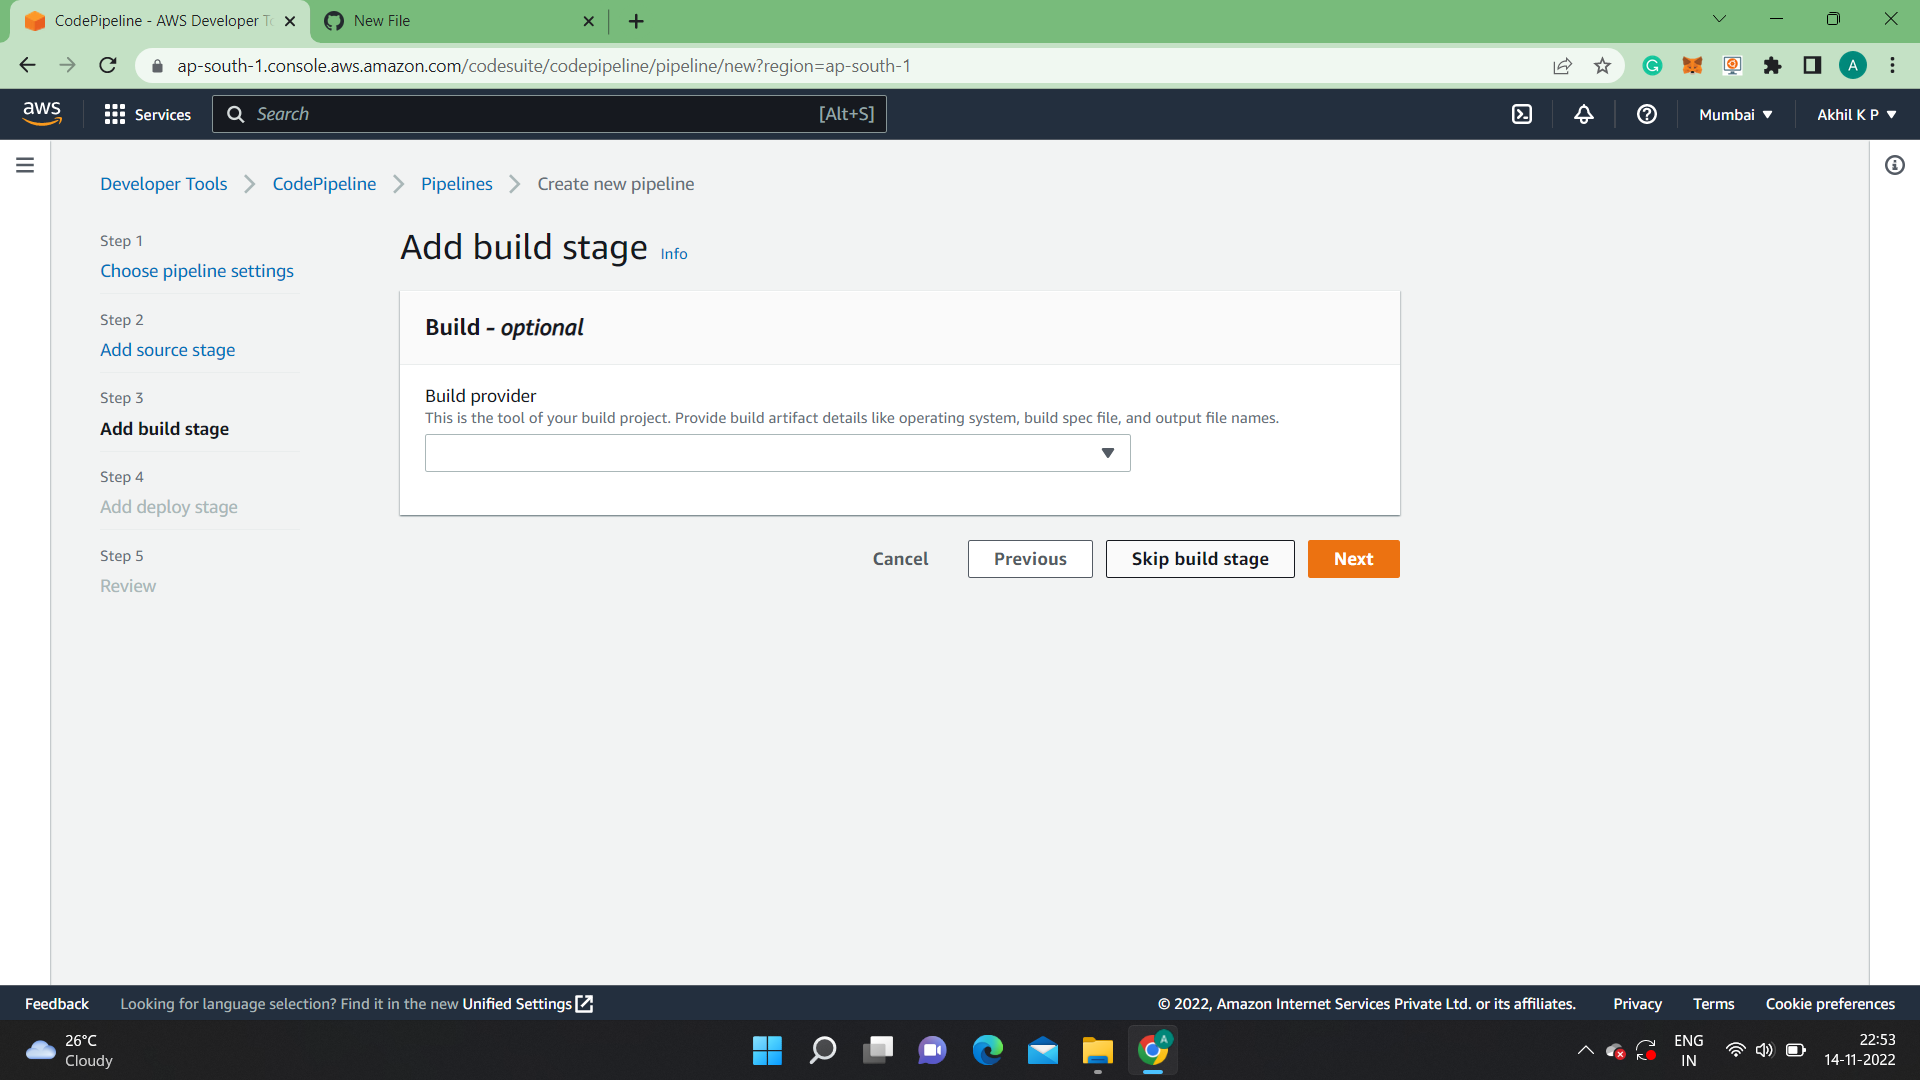 CodePipeline - AWS Developer To
New File
ap-south-1.console.aws.amazon.com/codesuite/codepipeline/pipeline/new?region=ap-south-1
A
aws
Services
Search
[Alt+S]
Mumbai
Akhil K P
Developer Tools
CodePipeline
Pipelines
Create new pipeline
Step 1
Choose pipeline settings
Step 2
Add source stage
Step 3
Add build stage
Step 4
Add deploy stage
Step 5
Review
Add build stage Info
Build - optional
Build provider
This is the tool of your build project. Provide build artifact details like operating system, build spec file, and output file names.
Cancel
Previous
Skip build stage
Next
Feedback
Looking for language selection? Find it in the new Unified Settings
© 2022, Amazon Internet Services Private Ltd. or its affiliates.
Privacy
Terms
Cookie preferences
26°C
Cloudy
A
ENG
IN
22:53
14-11-2022